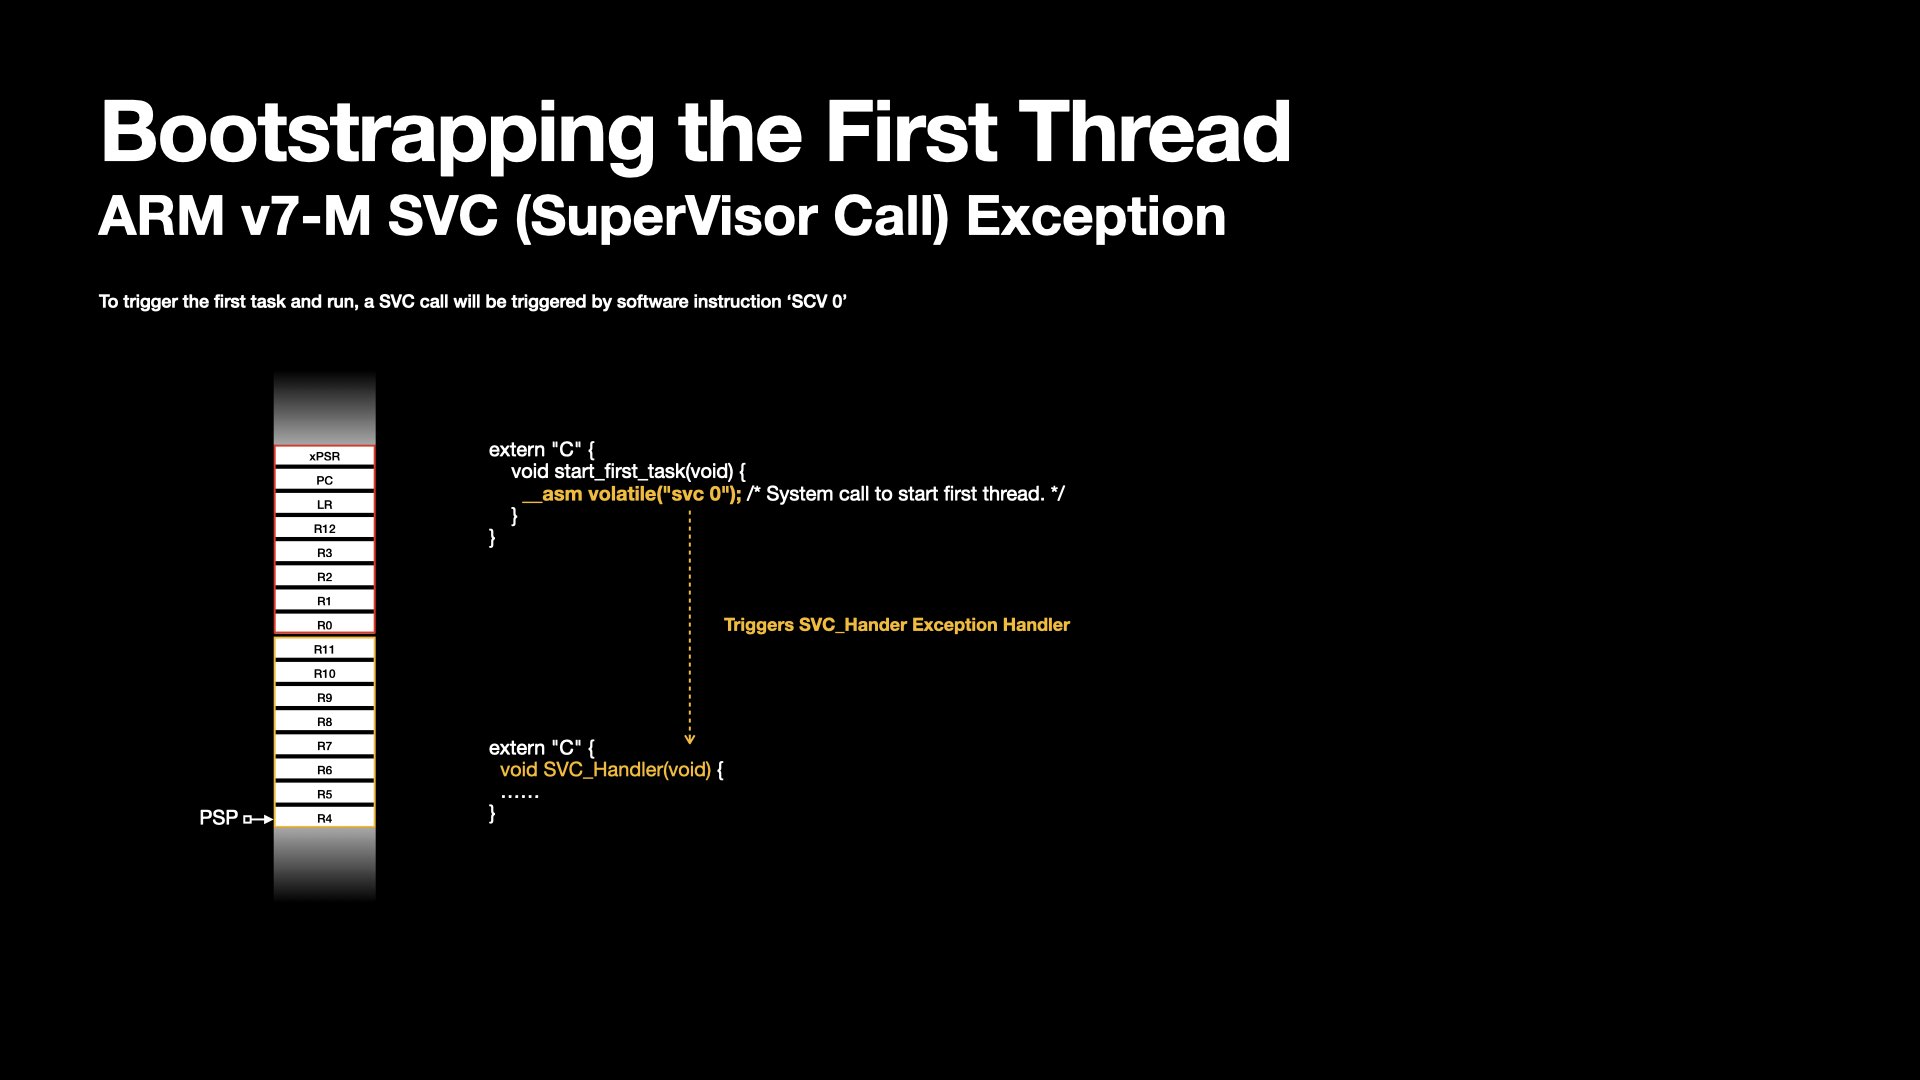 Bootstrapping the First Thread
ARM v7-M SVC (SuperVisor Call) Exception
To trigger the first task and run, a SVC call will be triggered by software instruction ‘SCV 0’
xPSR
PC
LR
R12
R3
R2
R1
R0
R11
R10
R9
R8
R7
R6
R5
R4
PSP
extern "C" {
void start_first_task(void) {
__asm volatile("svc 0"); /* System call to start first thread. */
}
}
Triggers SVC_Hander Exception Handler
extern "C" {
void SVC_Handler(void) {
......
}